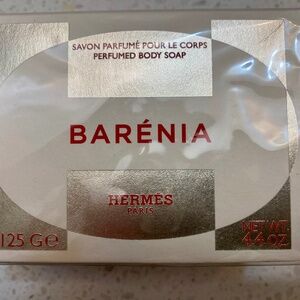 SAVON PARFUMÉ POUR LE CORPS
PERFUMED BODY SOAP
BARÉNIA
HERMÈS
PARIS
125 G℮
NET WT
4.4 OZ